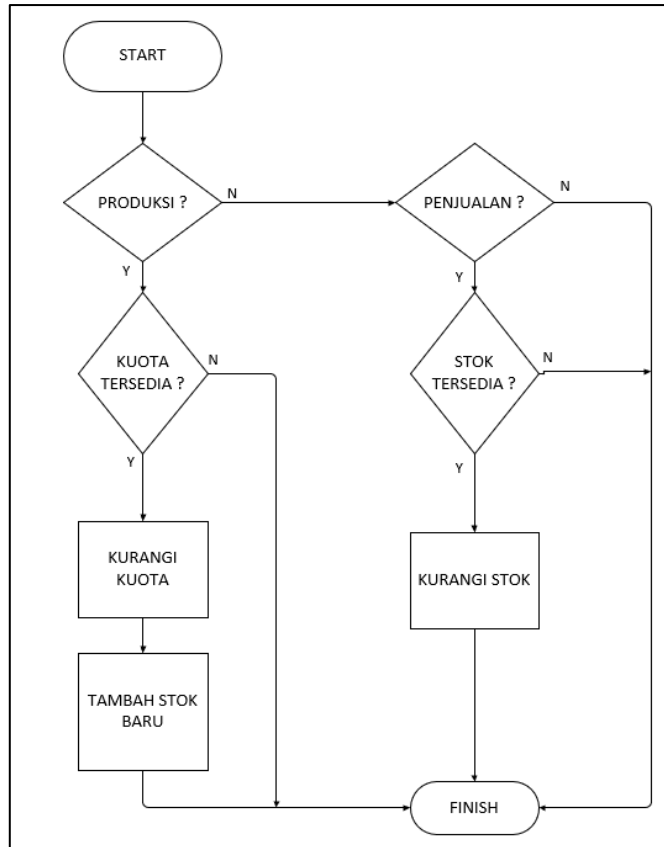 START
PRODUKSI ?
N
PENJUALAN ?
N
Y
Y
KUOTA
TERSEDIA ?
N
STOK
TERSEDIA ?
N
Y
Y
KURANGI
KUOTA
KURANGI STOK
TAMBAH STOK
BARU
FINISH